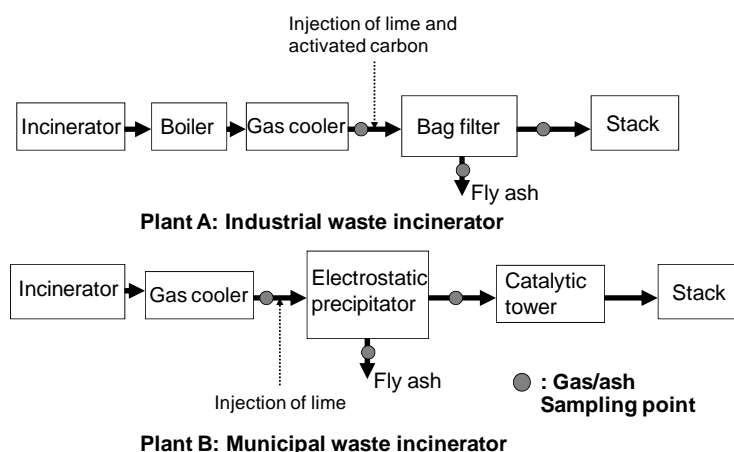 Injection of lime and
activated carbon
Incinerator
Boiler
Gas cooler
Bag filter
Stack
Fly ash
Plant A: Industrial waste incinerator
Incinerator
Gas cooler
Electrostatic
precipitator
Catalytic
tower
Stack
Fly ash
Injection of lime
: Gas/ash
Sampling point
Plant B: Municipal waste incinerator